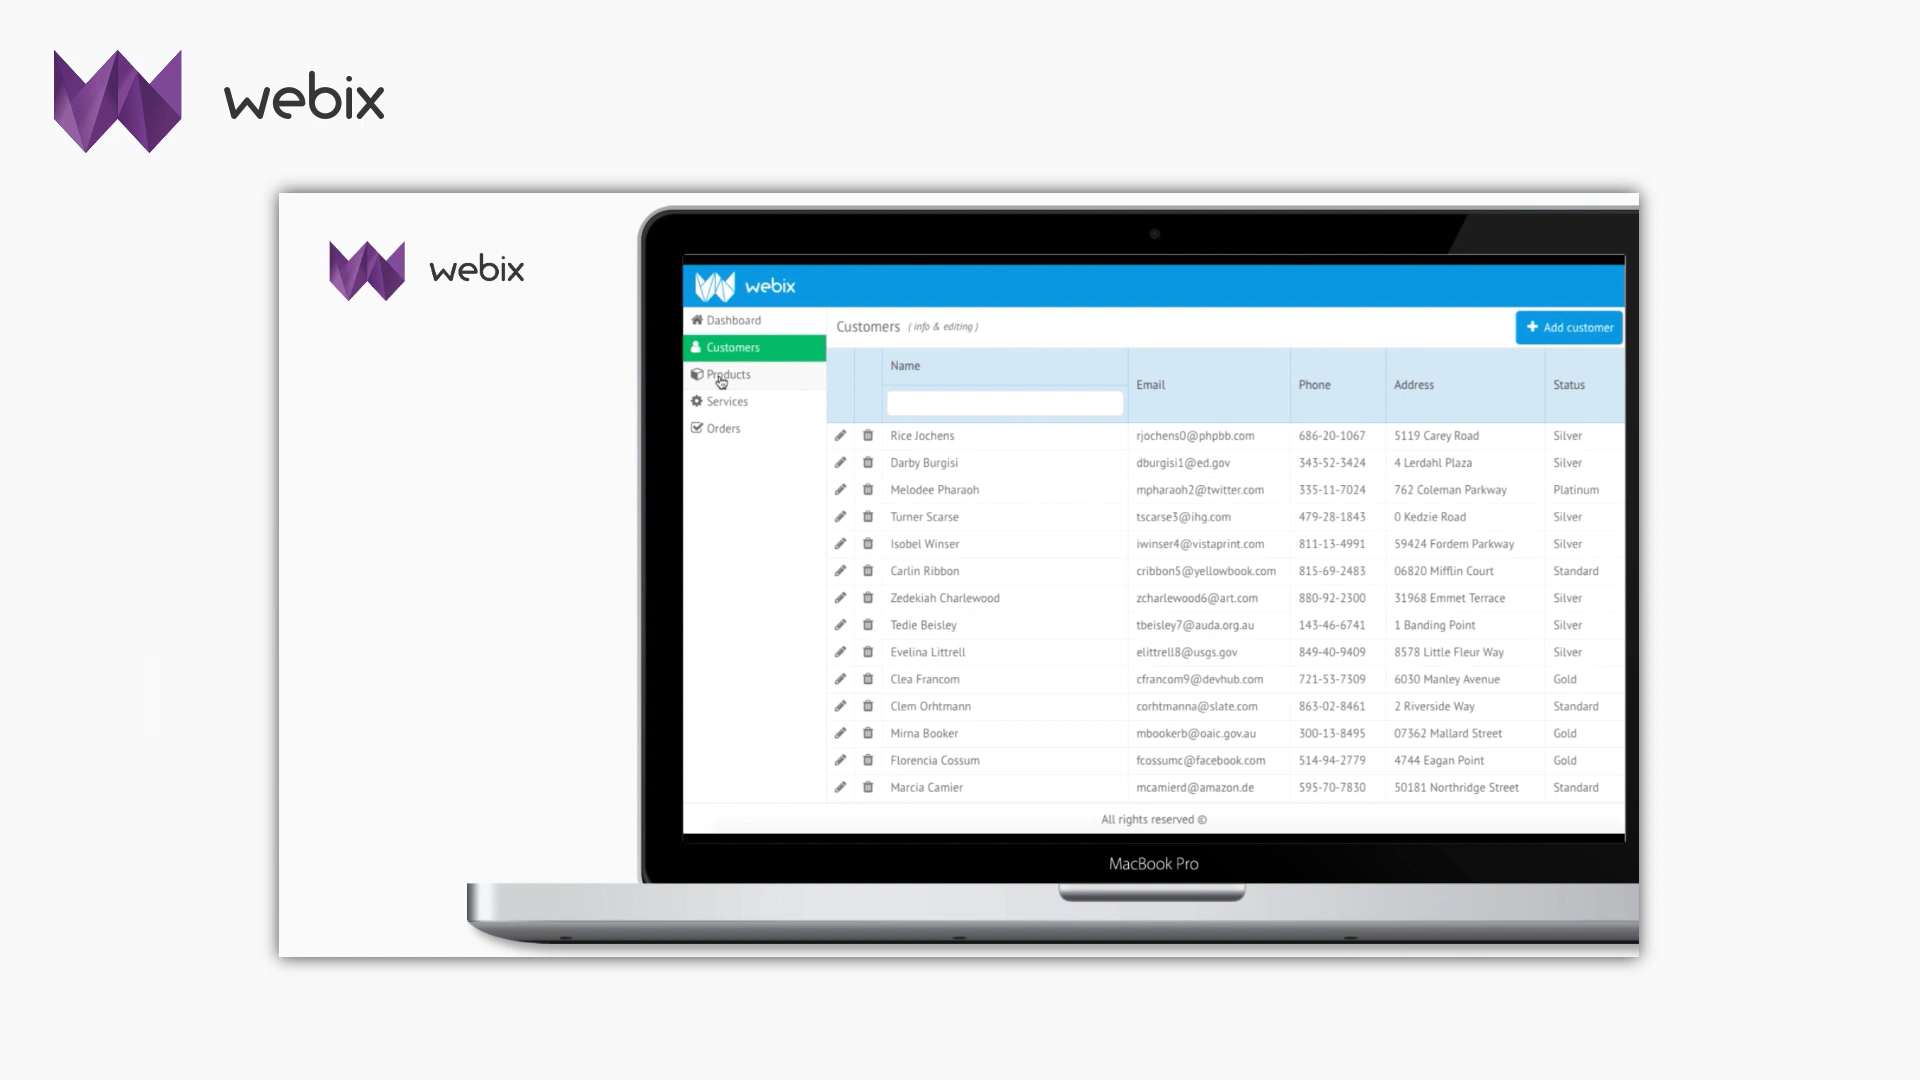 webix
webix
webix
Dashboard
Customers
Products
Services
Orders
Customers (info & editing)
Add customer
Name Email Phone Address Status
Rice Jochens rjochens0@phpbb.com 686-20-1067 5119 Carey Road Silver
Darby Burgisi dburgisi1@ed.gov 343-52-3424 4 Lerdahl Plaza Silver
Melodee Pharaoh mpharaoh2@twitter.com 335-11-7024 762 Coleman Parkway Platinum
Turner Scarse tscarse3@ihg.com 479-28-1843 0 Kedzie Road Silver
Isobel Winser iwinser4@vistaprint.com 811-13-4991 59424 Fordem Parkway Silver
Carlin Ribbon cribbon5@yellowbook.com 815-69-2483 06820 Mifflin Court Standard
Zedekiah Charlewood zcharlewood6@art.com 880-92-2300 31968 Emmet Terrace Silver
Tedie Beisley tbeisley7@auda.org.au 143-46-6741 1 Banding Point Silver
Evelina Littrell elittrell8@usgs.gov 849-40-9409 8578 Little Fleur Way Silver
Clea Francom cfrancom9@devhub.com 721-53-7309 6030 Manley Avenue Gold
Clem Orhtmann corhtmanna@slate.com 863-02-8461 2 Riverside Way Standard
Mirna Booker mbookerb@oaic.gov.au 300-13-8495 07362 Mallard Street Gold
Florencia Cossum fcossumc@facebook.com 514-94-2779 4744 Eagan Point Gold
Marcia Camier mcamierd@amazon.de 595-70-7830 50181 Northridge Street Standard
All rights reserved ©
MacBook Pro